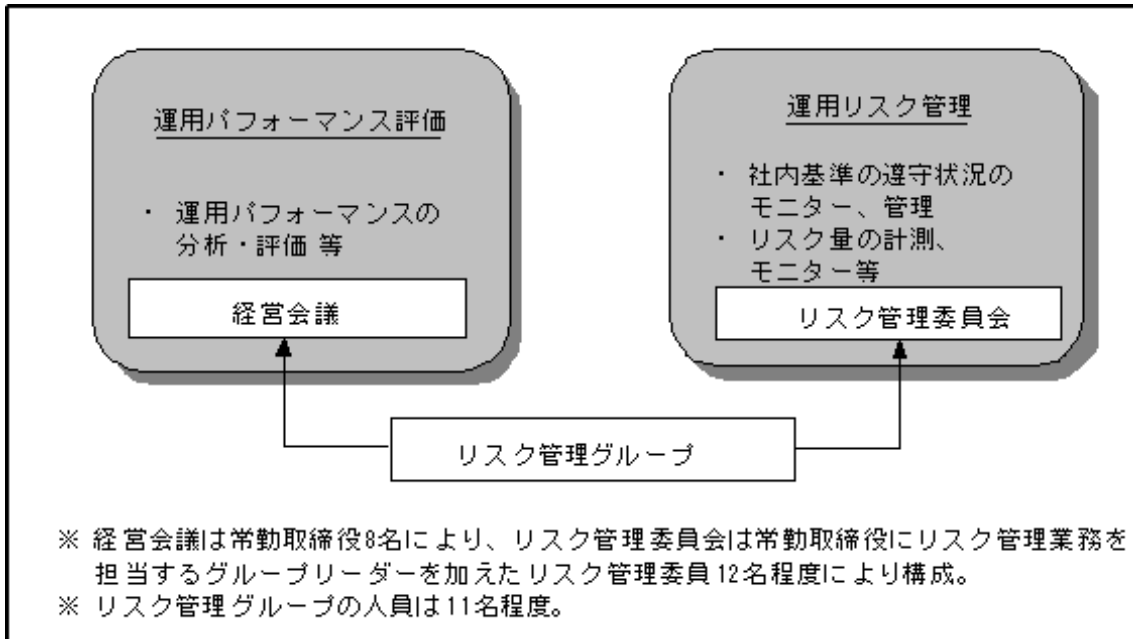 運用パフォーマンス評価
・ 運用パフォーマンスの
分析・評価 等
経営会議
運用リスク管理
・ 社内基準の遵守状況の
モニター、管理
・ リスク量の計測、
モニター等
リスク管理委員会
リスク管理グループ
※ 経営会議は常勤取締役8名により、リスク管理委員会は常勤取締役にリスク管理業務を
担当するグループリーダーを加えたリスク管理委員12名程度により構成。
※ リスク管理グループの人員は11名程度。